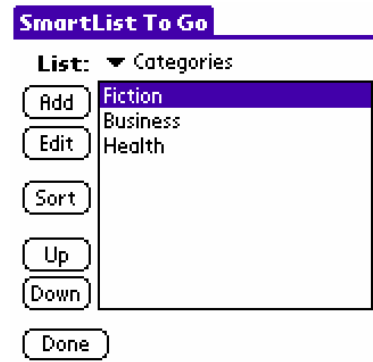 SmartList To Go
List: Categories
Add
Edit
Sort
Up
Down
Done
Fiction
Business
Health